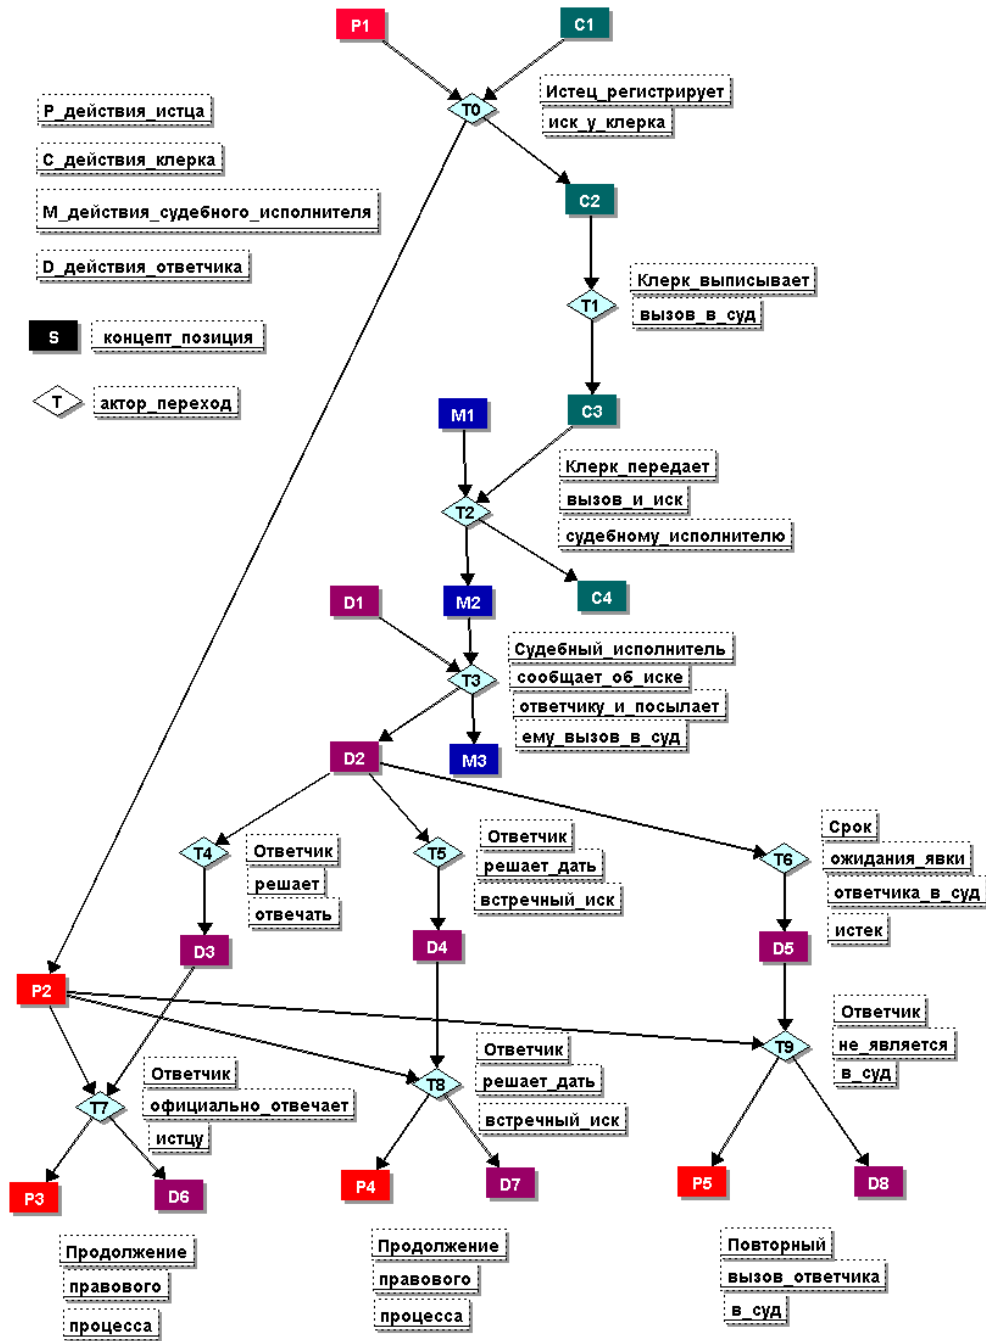 P1
C1
T0
Истец_регистрирует
иск_у_клерка
P_действия_истца
C_действия_клерка
M_действия_судебного_исполнителя
D_действия_ответчика
C2
S
концепт_позиция
T
актор_переход
T1
Клерк_выписывает
вызов_в_суд
M1
C3
T2
Клерк_передает
вызов_и_иск
судебному_исполнителю
D1
M2
C4
T3
Судебный_исполнитель
сообщает_об_иске
ответчику_и_посылает
ему_вызов_в_суд
D2
M3
T4
Ответчик
решает
отвечать
T5
Ответчик
решает_дать
встречный_иск
T6
Срок
ожидания_явки
ответчика_в_суд
истек
D3
D4
D5
P2
T7
Ответчик
официально_отвечает
истцу
T8
Ответчик
решает_дать
встречный_иск
T9
Ответчик
не_является
в_суд
P3
D6
P4
D7
P5
D8
Продолжение
правового
процесса
Продолжение
правового
процесса
Повторный
вызов_ответчика
в_суд